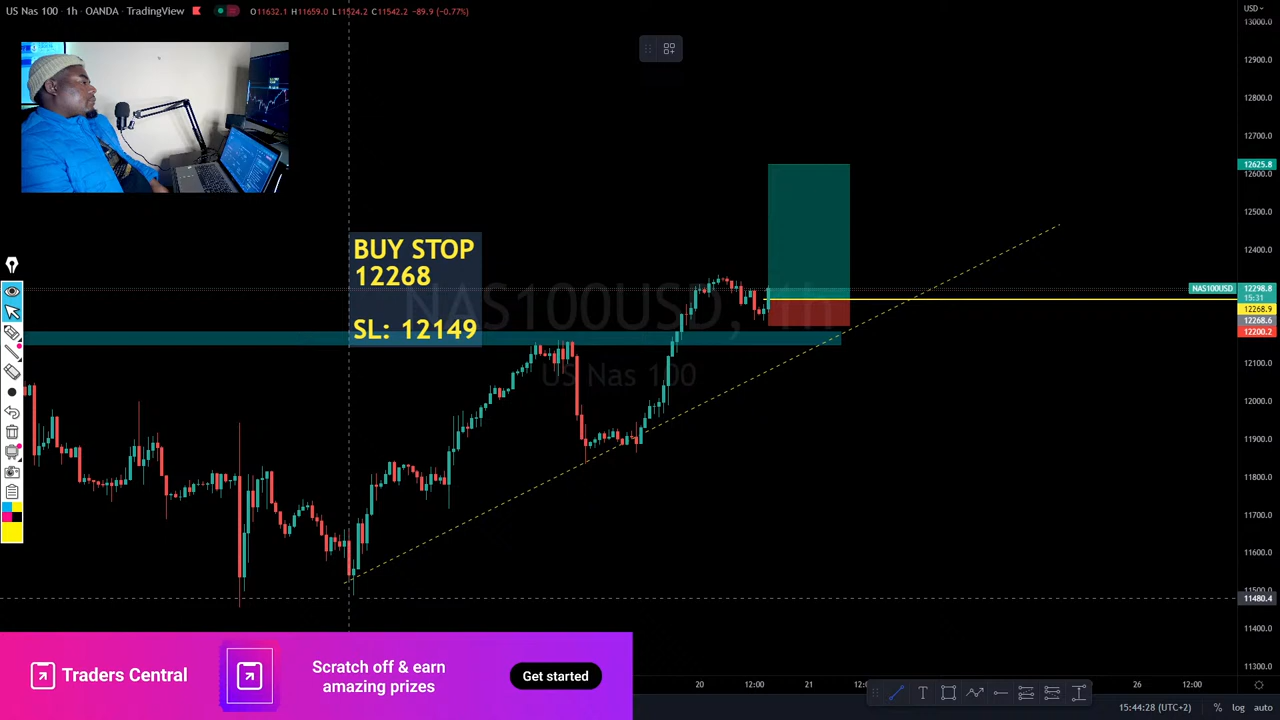 US Nas 100 · 1h · OANDA · TradingView
O11632.1 H11659.0 L11524.2 C11542.2 -89.9 (-0.77%)
USD
13000.0
12900.0
12800.0
12700.0
12625.8
12600.0
12500.0
12400.0
BUY STOP
12268
SL: 12149
NAS100USD, 1h
US Nas 100
NAS100USD
12298.8
15:31
12268.9
12268.6
12200.2
12100.0
12000.0
11900.0
11800.0
11700.0
11600.0
11500.0
11480.4
11400.0
11300.0
Traders Central
Scratch off & earn
amazing prizes
Get started
20
12:00
21
26
12:00
15:44:28 (UTC+2)
%
log
auto